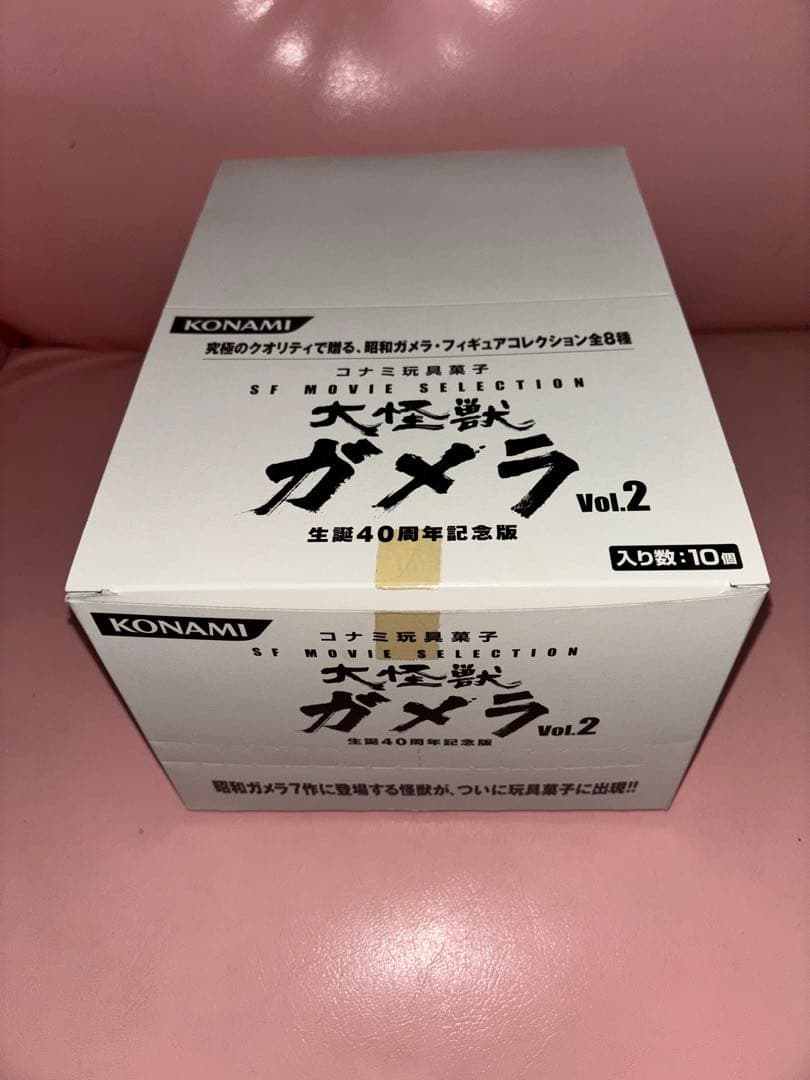 KONAMI
究極のクオリティで贈る、昭和ガメラ・フィギュアコレクション全8種
コナミ玩具菓子
SF MOVIE SELECTION
大怪獣
ガメラ Vol.2
生誕40周年記念版
入り数:10個
KONAMI
コナミ玩具菓子
SF MOVIE SELECTION
大怪獣
ガメラ Vol.2
生誕40周年記念版
昭和ガメラ7作に登場する怪獣が、ついに玩具菓子に出現!!